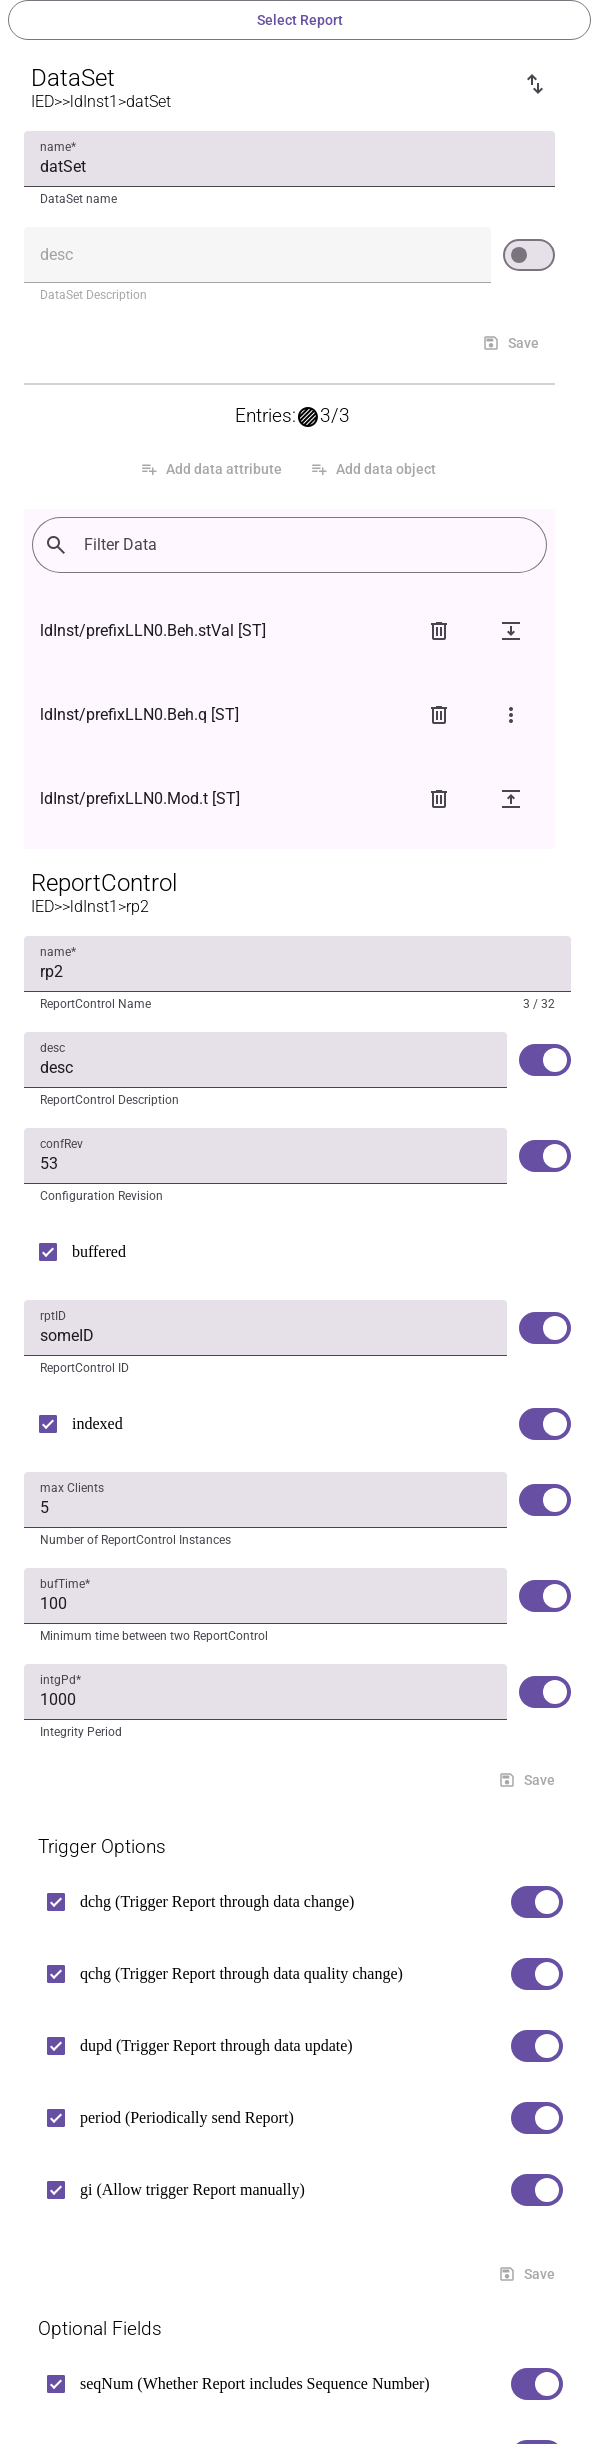 Select Report
DataSet
IED>>ldInst1>datSet
name*
datSet
DataSet name
desc
DataSet Description
Save
Entries: 3/3
Add data attribute Add data object
Filter Data
ldInst/prefixLLN0.Beh.stVal [ST]
ldInst/prefixLLN0.Beh.q [ST]
ldInst/prefixLLN0.Mod.t [ST]
ReportControl
IED>>ldInst1>rp2
name*
rp2
ReportControl Name 3 / 32
desc
desc
ReportControl Description
confRev
53
Configuration Revision
buffered
rptID
someID
ReportControl ID
indexed
max Clients
5
Number of ReportControl Instances
bufTime*
100
Minimum time between two ReportControl
intgPd*
1000
Integrity Period
Save
Trigger Options
dchg (Trigger Report through data change)
qchg (Trigger Report through data quality change)
dupd (Trigger Report through data update)
period (Periodically send Report)
gi (Allow trigger Report manually)
Save
Optional Fields
seqNum (Whether Report includes Sequence Number)